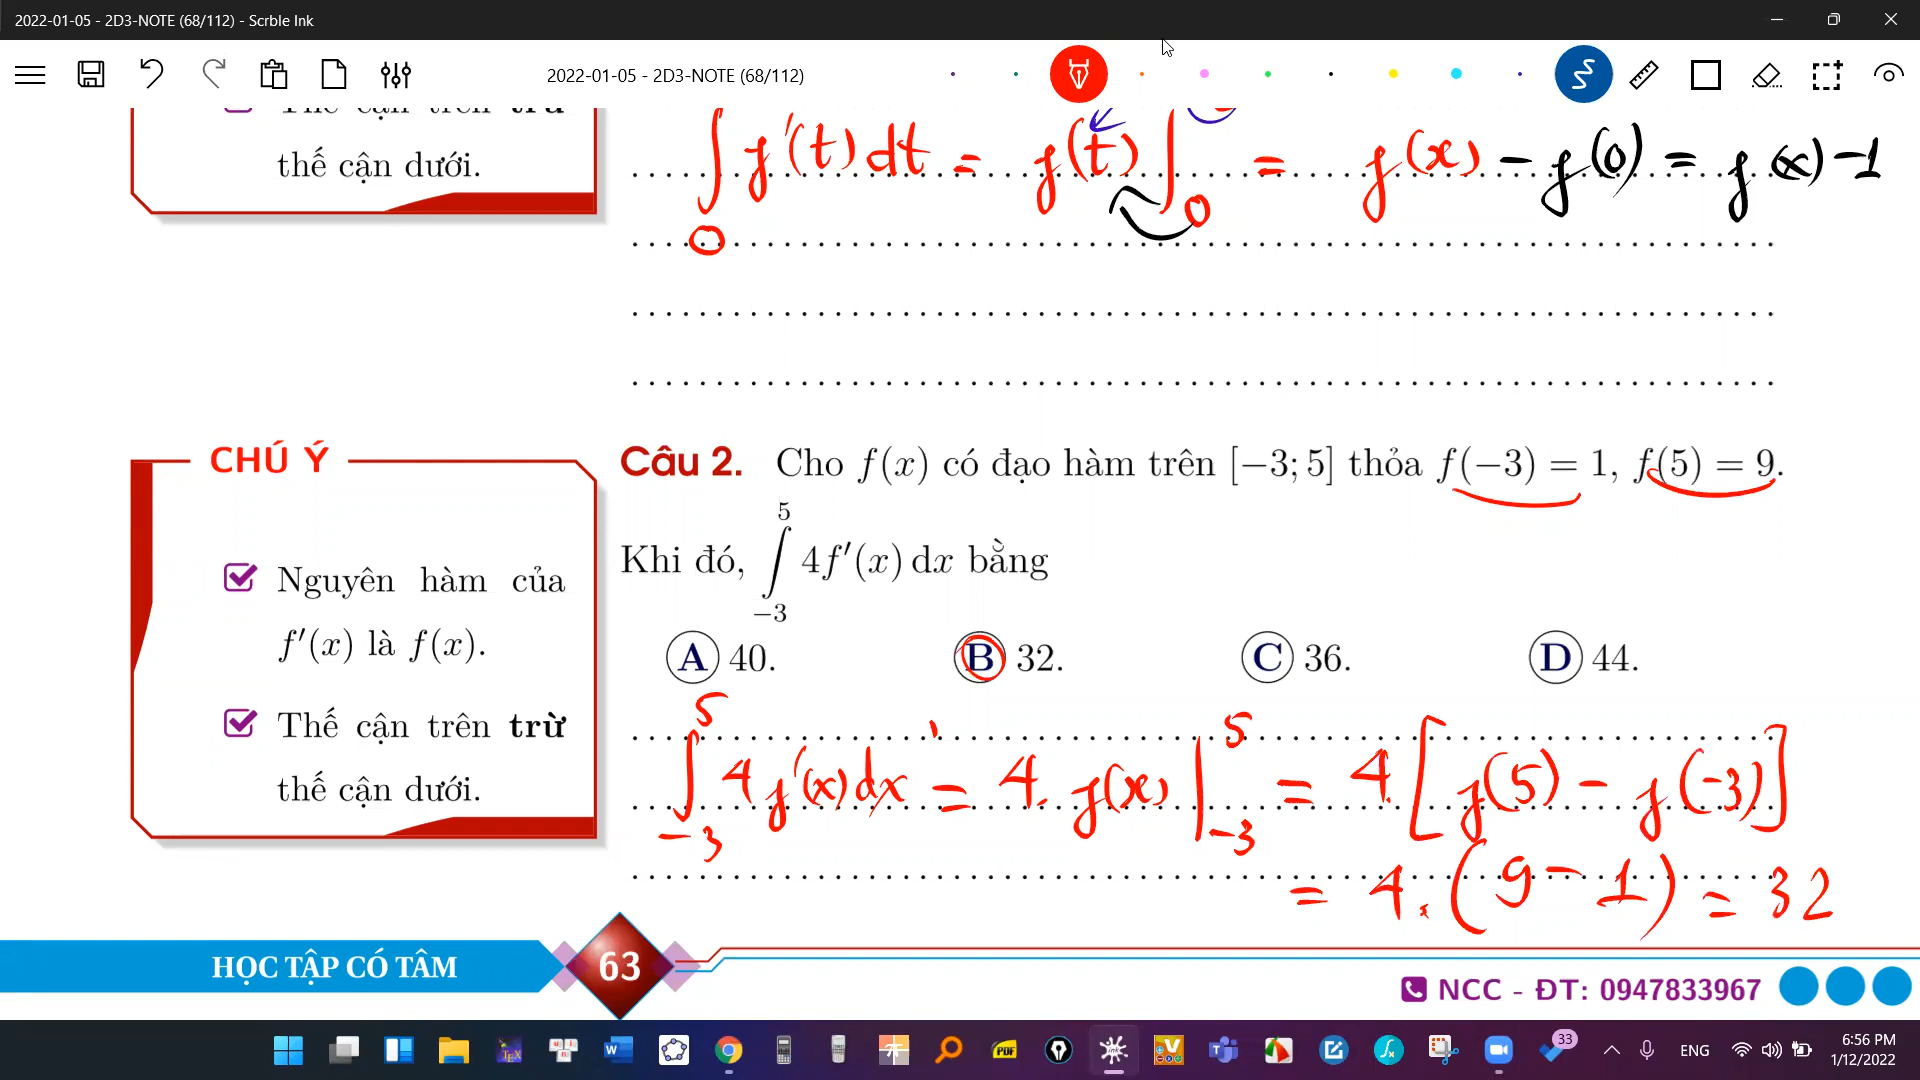 2022-01-05 - 2D3-NOTE (68/112) - Scrble Ink
2022-01-05 - 2D3-NOTE (68/112)
Thế cận trên trừ
thế cận dưới.
∫₀ f'(t) dt = f(t) ∫₀ = f(x) - f(0) = f(x) - 1
CHÚ Ý
Nguyên hàm của
f′(x) là f(x).
Thế cận trên trừ
thế cận dưới.
Câu 2. Cho f(x) có đạo hàm trên [−3; 5] thỏa f(−3) = 1, f(5) = 9.
Khi đó, ∫₋₃⁵ 4f′(x) dx bằng
A 40. B 32. C 36. D 44.
∫₋₃⁵ 4f'(x)dx = 4. f(x) |₋₃⁵ = 4. [f(5) - f(-3)]
= 4. (9 - 1) = 32
HỌC TẬP CÓ TÂM
63
NCC - ĐT: 0947833967
33
ENG
6:56 PM
1/12/2022